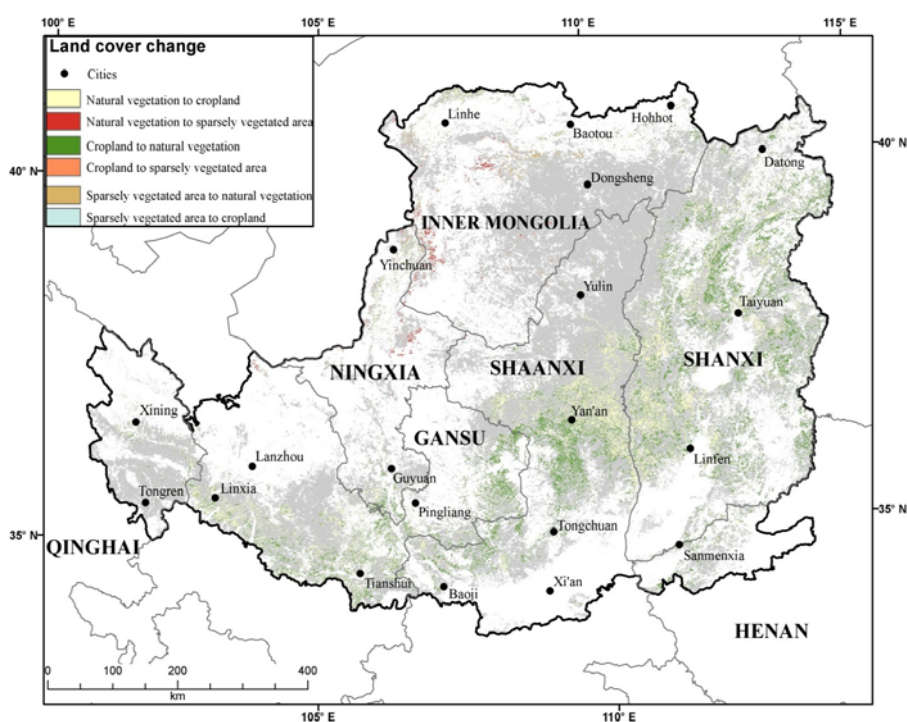 100° E
105° E
110° E
115° E
Land cover change
Cities
Natural vegetation to cropland
Natural vegetation to sparsely vegetated area
Cropland to natural vegetation
Cropland to sparsely vegetated area
Sparsely vegetated area to natural vegetation
Sparsely vegetated area to cropland
Linhe
Baotou
Hohhot
Datong
40° N
40° N
Dongsheng
INNER MONGOLIA
Yinchuan
Yulin
Taiyuan
NINGXIA
SHAANXI
SHANXI
Xining
Yan'an
GANSU
Lanzhou
Guyuan
Linfen
Tongren
Linxia
Pingliang
35° N
35° N
Tongchuan
QINGHAI
Sanmenxia
Tianshui
Baoji
Xi'an
HENAN
0 100 200 400
km
105° E
110° E